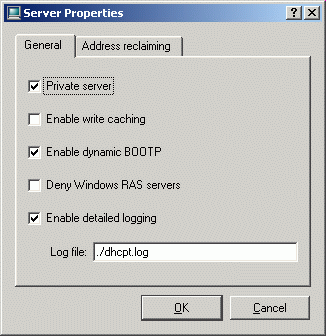 Server Properties
General
Address reclaiming
Private server
Enable write caching
Enable dynamic BOOTP
Deny Windows RAS servers
Enable detailed logging
Log file: ./dhcpt.log
OK
Cancel